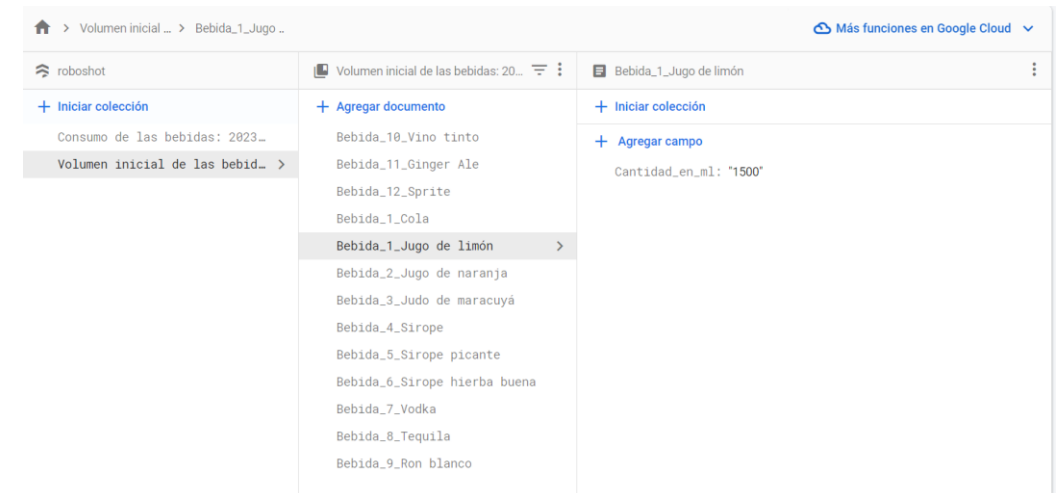 Volumen inicial ... > Bebida_1_Jugo ..
Más funciones en Google Cloud
roboshot
Iniciar colección
Consumo de las bebidas: 2023…
Volumen inicial de las bebid… >
Volumen inicial de las bebidas: 20...
Agregar documento
Bebida_10_Vino tinto
Bebida_11_Ginger Ale
Bebida_12_Sprite
Bebida_1_Cola
Bebida_1_Jugo de limón >
Bebida_2_Jugo de naranja
Bebida_3_Judo de maracuyá
Bebida_4_Sirope
Bebida_5_Sirope picante
Bebida_6_Sirope hierba buena
Bebida_7_Vodka
Bebida_8_Tequila
Bebida_9_Ron blanco
Bebida_1_Jugo de limón
Iniciar colección
Agregar campo
Cantidad_en_ml: "1500"